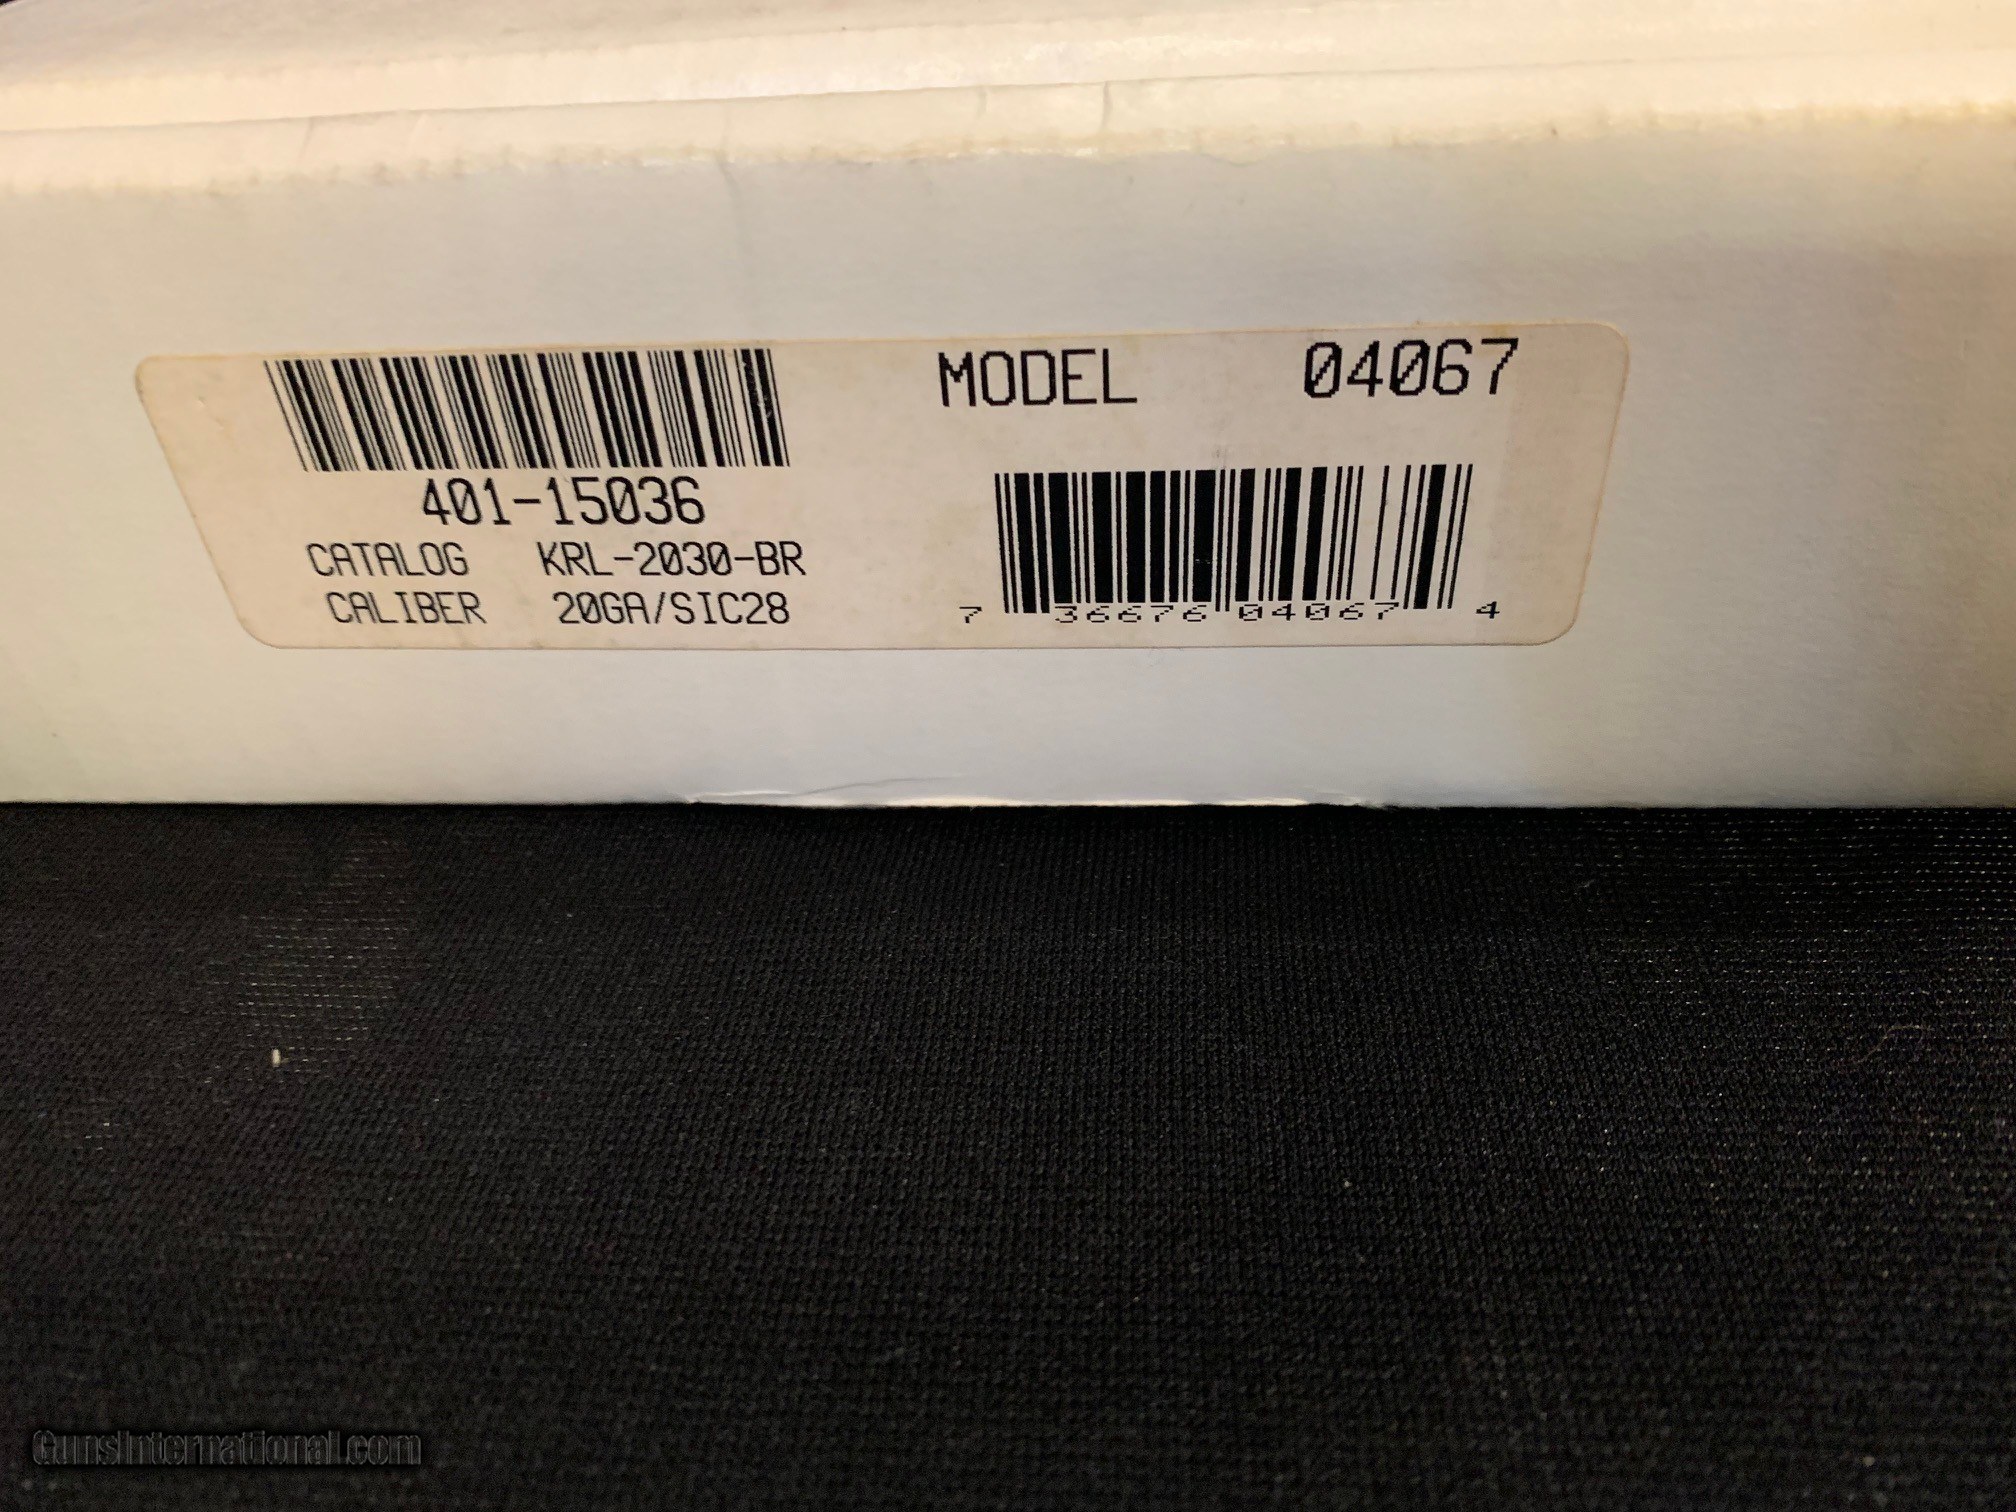 401-15036
CATALOG KRL-2030-BR
CALIBER 20GA/SIC28
MODEL 04067
7 36676 04067 4
GunsInternational.com